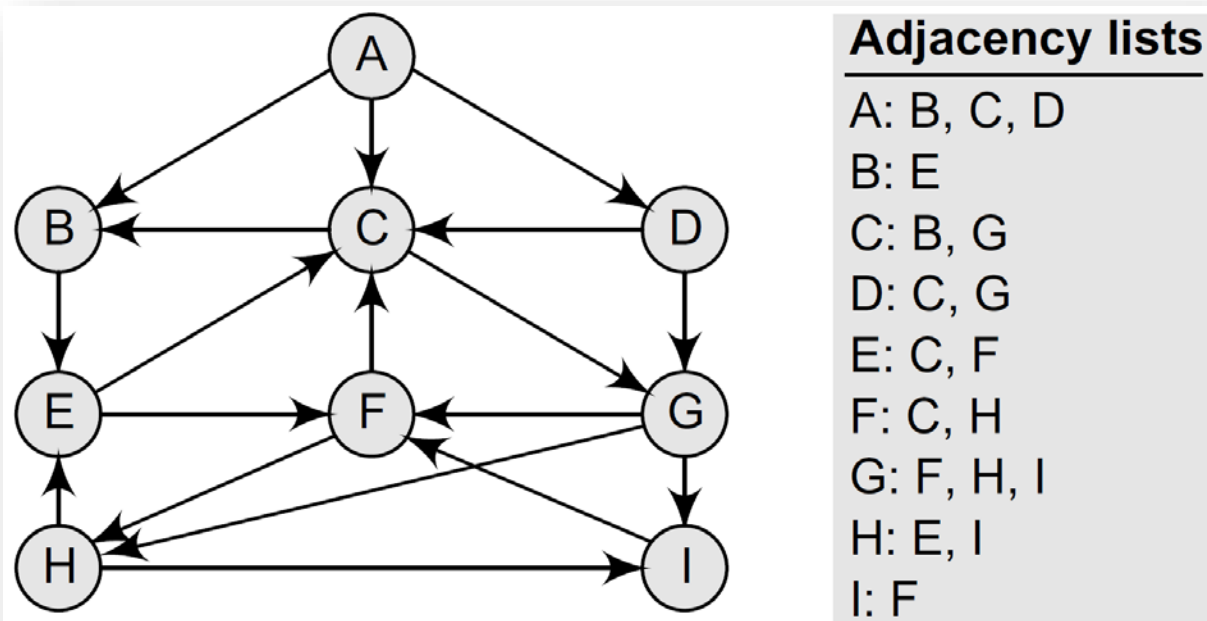 A
B
C
D
E
F
G
H
I
Adjacency lists
A: B, C, D
B: E
C: B, G
D: C, G
E: C, F
F: C, H
G: F, H, I
H: E, I
I: F